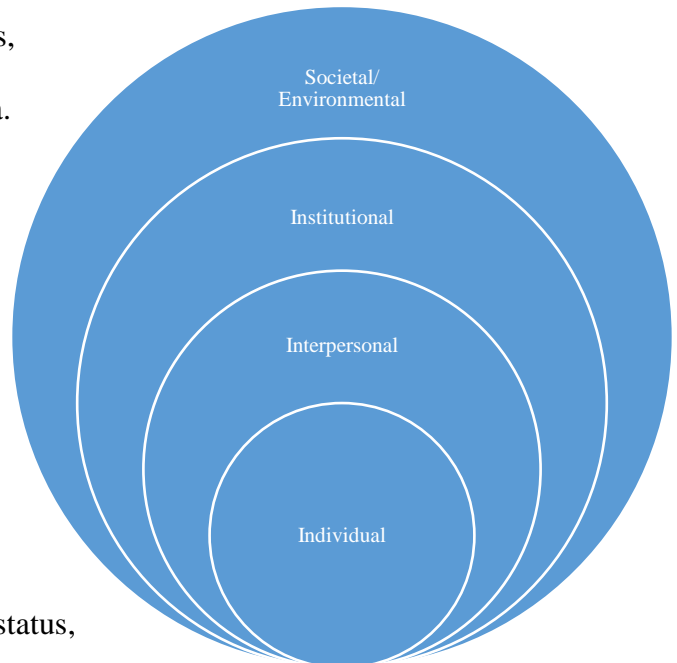 s,
Societal/
Environmental
.
Institutional
Interpersonal
Individual
status,